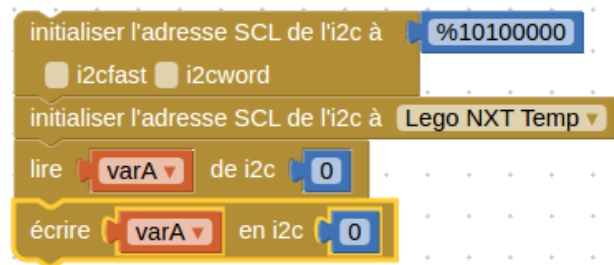 initialiser l'adresse SCL de l'i2c à %10100000
i2cfast i2cword
initialiser l'adresse SCL de l'i2c à Lego NXT Temp
lire varA de i2c 0
écrire varA en i2c 0